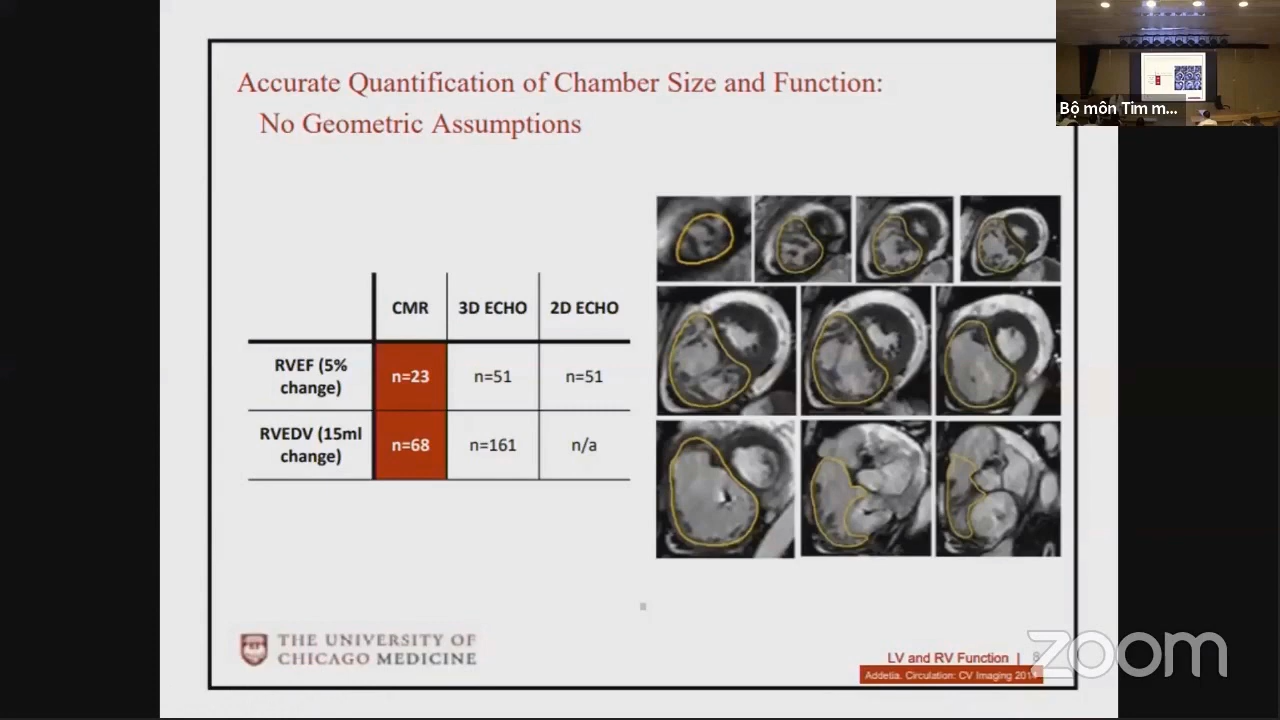 Accurate Quantification of Chamber Size and Function:
No Geometric Assumptions
Bộ môn Tim m...
CMR 3D ECHO 2D ECHO
RVEF (5%
change) n=23 n=51 n=51
RVEDV (15ml
change) n=68 n=161 n/a
THE UNIVERSITY OF
CHICAGO MEDICINE
LV and RV Function | 8
Addetia. Circulation: CV Imaging
zoom